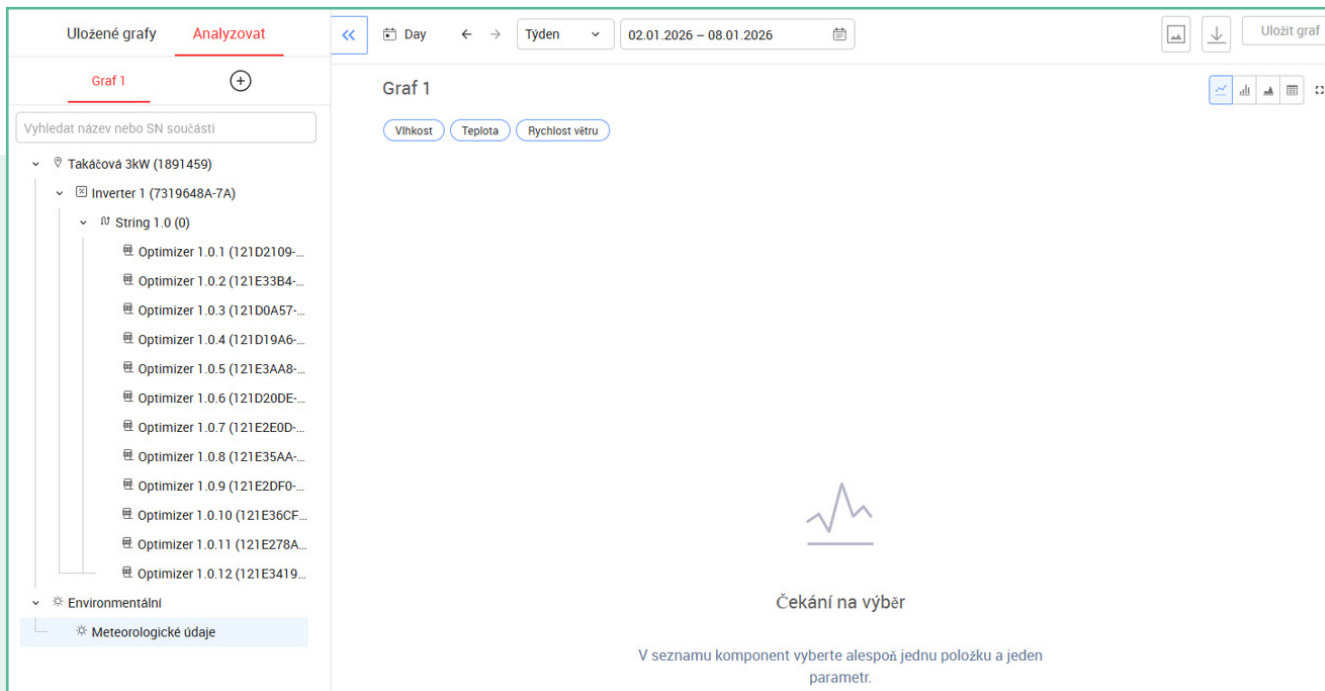 Uložené grafy
Analyzovat
Day
Týden
02.01.2026 – 08.01.2026
Uložit graf
Graf 1
Graf 1
Vlhkost
Teplota
Rychlost větru
Vyhledat název nebo SN součásti
Takáčová 3kW (1891459)
Inverter 1 (7319648A-7A)
String 1.0 (0)
Optimizer 1.0.1 (121D2109-...
Optimizer 1.0.2 (121E33B4-...
Optimizer 1.0.3 (121D0A57-...
Optimizer 1.0.4 (121D19A6-...
Optimizer 1.0.5 (121E3AA8-...
Optimizer 1.0.6 (121D20DE-...
Optimizer 1.0.7 (121E2E0D-...
Optimizer 1.0.8 (121E35AA-...
Optimizer 1.0.9 (121E2DF0-...
Optimizer 1.0.10 (121E36CF...
Optimizer 1.0.11 (121E278A...
Optimizer 1.0.12 (121E3419...
Environmentální
Meteorologické údaje
Čekání na výběr
V seznamu komponent vyberte alespoň jednu položku a jeden
parametr.